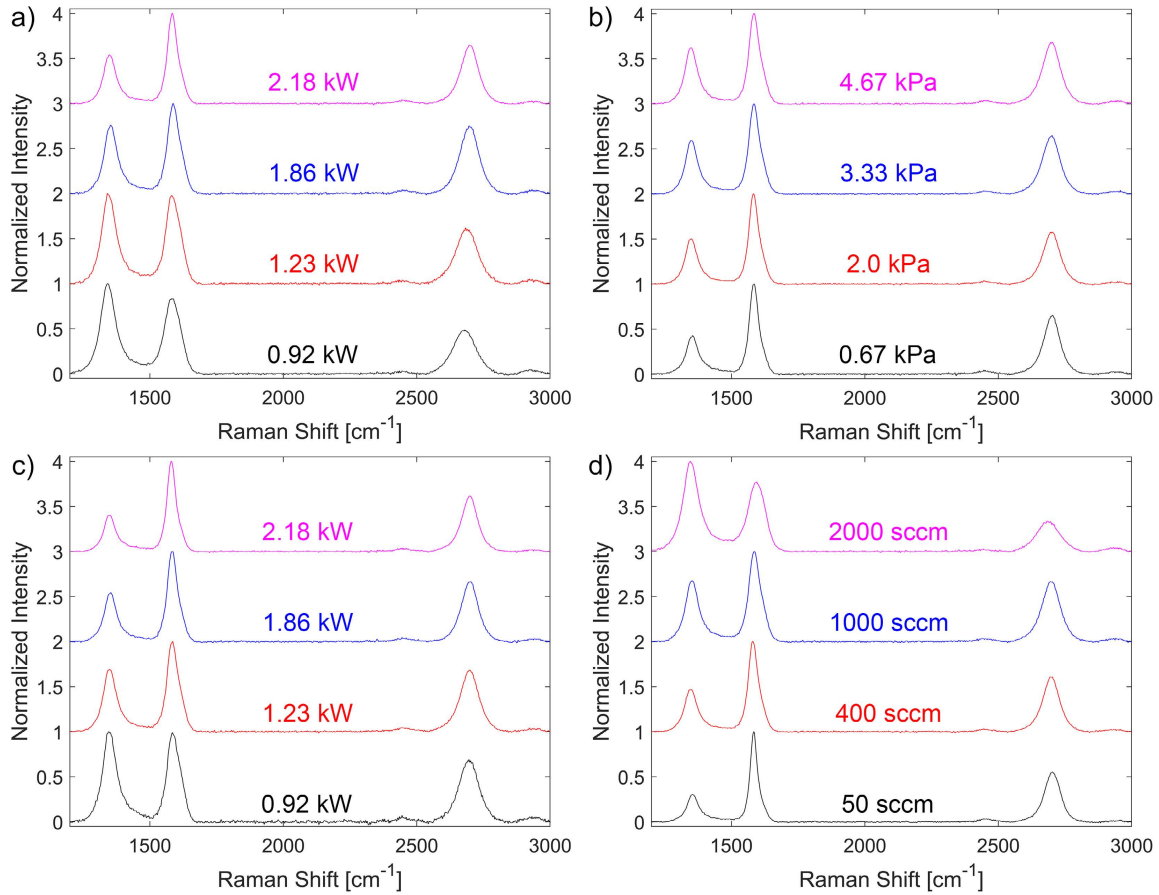 a)
4
3.5
3
2.5
2
1.5
1
0.5
0
Normalized Intensity
2.18 kW
1.86 kW
1.23 kW
0.92 kW
1500
2000
2500
3000
Raman Shift [cm⁻¹]
b)
4
3.5
3
2.5
2
1.5
1
0.5
0
Normalized Intensity
4.67 kPa
3.33 kPa
2.0 kPa
0.67 kPa
1500
2000
2500
3000
Raman Shift [cm⁻¹]
c)
4
3.5
3
2.5
2
1.5
1
0.5
0
Normalized Intensity
2.18 kW
1.86 kW
1.23 kW
0.92 kW
1500
2000
2500
3000
Raman Shift [cm⁻¹]
d)
4
3.5
3
2.5
2
1.5
1
0.5
0
Normalized Intensity
2000 sccm
1000 sccm
400 sccm
50 sccm
1500
2000
2500
3000
Raman Shift [cm⁻¹]